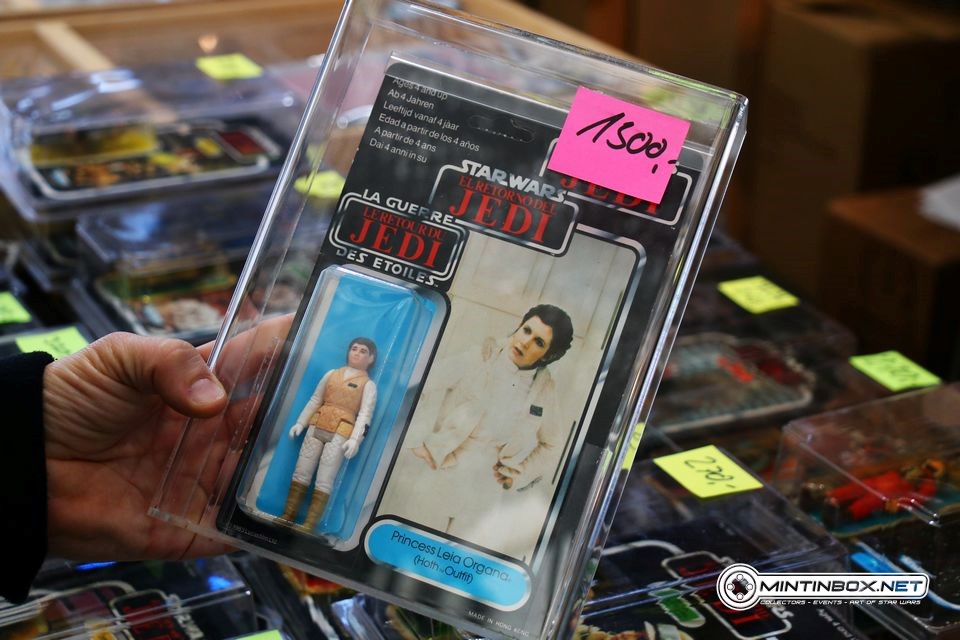 Ages 4 and up
Ab 4 Jahren
Leeftijd vanaf 4 jaar
Edad a partir de los 4 años
A partir de 4 ans
Dai 4 anni in su
1500,-
STAR WARS
EL RETORNO DEL
JEDI
JEDI
LA GUERRE
LE RETOUR DU
JEDI
DES ETOILES
Princess Leia Organa
(Hoth Outfit)
MADE IN HONG KONG
270,-
MINTINBOX.NET
COLLECTORS - EVENTS - ART OF STAR WARS